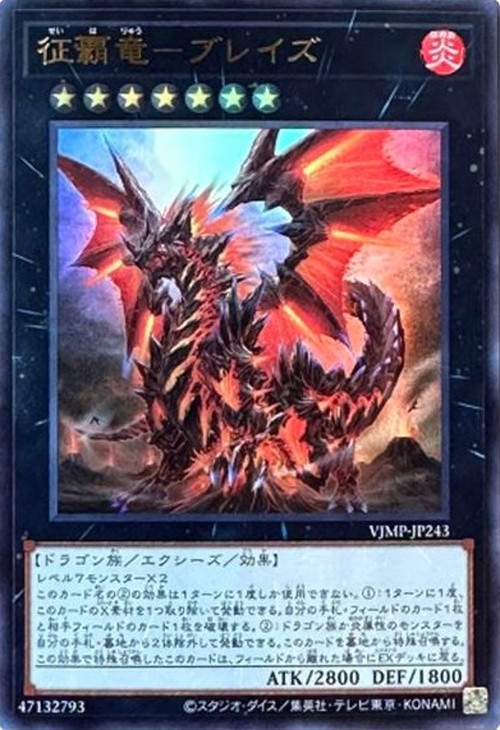 せい は りゅう
征覇竜－ブレイズ
炎
VJMP-JP243
【ドラゴン族／エクシーズ／効果】
レベル7モンスター×2
このカード名の②の効果は1ターンに1度しか使用できない。①：1ターンに1度、
このカードのX素材を1つ取り除いて発動できる。自分の手札・フィールドのカード1枚
と相手フィールドのカード1枚を破壊する。②：ドラゴン族か炎属性のモンスター
を自分の手札・墓地から2体除外して発動できる。このカードを墓地から特殊召喚する。
この効果で特殊召喚したこのカードは、フィールドから離れた場合にEXデッキに戻る。
ATK/2800 DEF/1800
47132793
©スタジオ・ダイス／集英社・テレビ東京・KONAMI